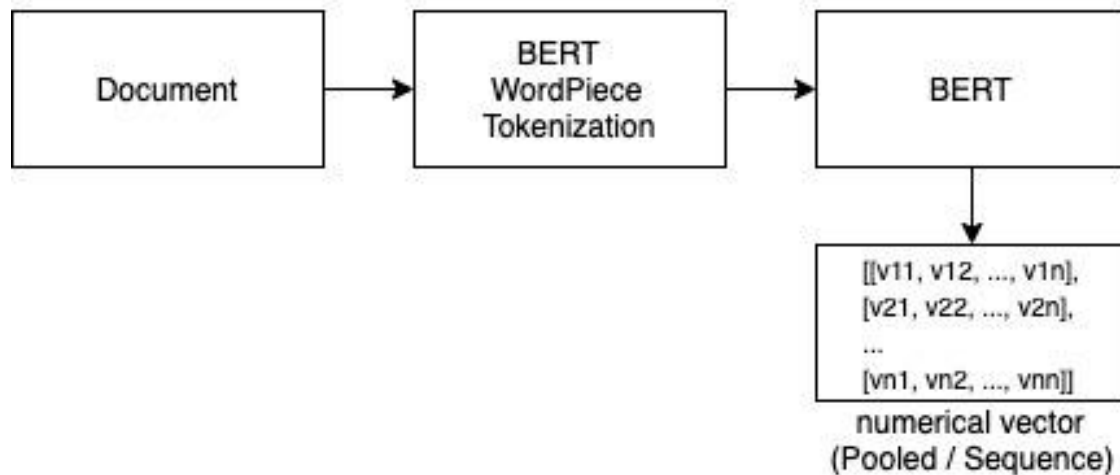 Document
BERT
WordPiece
Tokenization
BERT
[[v11, v12, ..., v1n],
[v21, v22, ..., v2n],
...
[vn1, vn2, ..., vnn]]
numerical vector
(Pooled / Sequence)